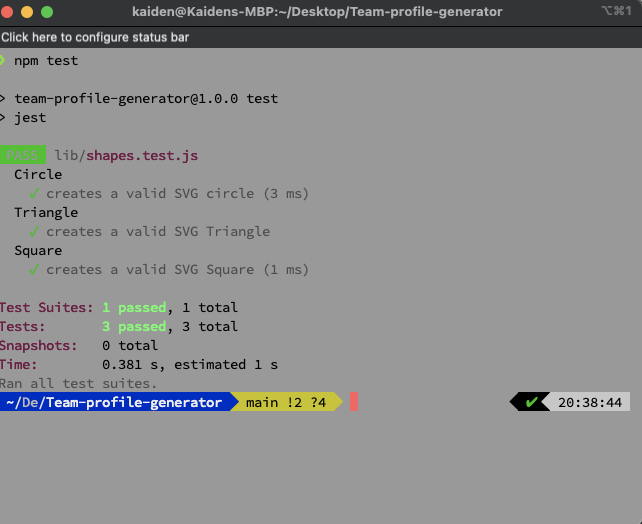 kaiden@Kaidens-MBP:~/Desktop/Team-profile-generator ⌥⌘1
Click here to configure status bar
❯ npm test
> team-profile-generator@1.0.0 test
> jest
PASS lib/shapes.test.js
Circle
✓ creates a valid SVG circle (3 ms)
Triangle
✓ creates a valid SVG Triangle
Square
✓ creates a valid SVG Square (1 ms)
Test Suites: 1 passed, 1 total
Tests: 3 passed, 3 total
Snapshots: 0 total
Time: 0.381 s, estimated 1 s
Ran all test suites.
~/De/Team-profile-generator main !2 ?4 ✔ 20:38:44